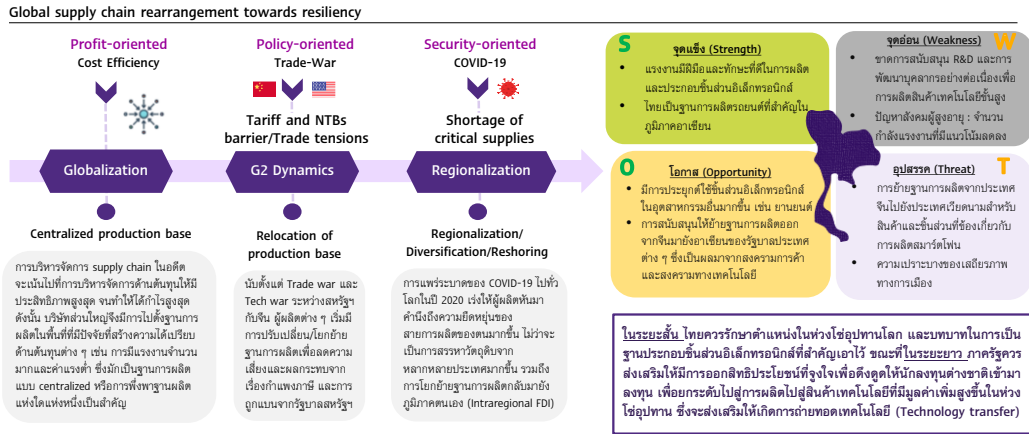 Global supply chain rearrangement towards resiliency
Profit-oriented
Cost Efficiency
Globalization
Centralized production base
การบริหารจัดการ supply chain ในอดีต
จะเน้นไปที่การบริหารจัดการด้านต้นทุนให้มี
ประสิทธิภาพสูงสุด จนทำให้ได้กำไรสูงสุด
ดังนั้น บริษัทส่วนใหญ่จึงมีการไปตั้งฐานการ
ผลิตในพื้นที่ที่มีปัจจัยที่สร้างความได้เปรียบ
ด้านต้นทุนต่าง ๆ เช่น การมีแรงงานจำนวน
มากและค่าแรงต่ำ ซึ่งมักเป็นฐานการผลิต
แบบ centralized หรือการพึ่งพาฐานผลิต
แห่งใดแห่งหนึ่งเป็นสำคัญ
Policy-oriented
Trade-War
Tariff and NTBs
barrier/Trade tensions
G2 Dynamics
Relocation of
production base
นับตั้งแต่ Trade war และ
Tech war ระหว่างสหรัฐฯ
กับจีน ผู้ผลิตต่าง ๆ เริ่มมี
การปรับเปลี่ยน/โยกย้าย
ฐานการผลิตเพื่อลดความ
เสี่ยงและผลกระทบจาก
เรื่องกำแพงภาษี และการ
ถูกแบนจากรัฐบาลสหรัฐฯ
Security-oriented
COVID-19
Shortage of
critical supplies
Regionalization
Regionalization/
Diversification/Reshoring
การแพร่ระบาดของ COVID-19 ไปทั่ว
โลกในปี 2020 เร่งให้ผู้ผลิตหันมา
คำนึงถึงความยืดหยุ่นของ
สายการผลิตของตนมากขึ้น ไม่ว่าจะ
เป็นการสรรหาวัตถุดิบจาก
หลากหลายประเทศมากขึ้น รวมถึง
การโยกย้ายฐานการผลิตกลับมายัง
ภูมิภาคตนเอง (Intraregional FDI)
S
จุดแข็ง (Strength)
• แรงงานมีฝีมือและทักษะที่ดีในการผลิต
และประกอบชิ้นส่วนอิเล็กทรอนิกส์
• ไทยเป็นฐานการผลิตรถยนต์ที่สำคัญใน
ภูมิภาคอาเซียน
W
จุดอ่อน (Weakness)
• ขาดการสนับสนุน R&D และการ
พัฒนาบุคลากรอย่างต่อเนื่องเพื่อ
การผลิตสินค้าเทคโนโลยีขั้นสูง
• ปัญหาสังคมผู้สูงอายุ : จำนวน
กำลังแรงงานที่มีแนวโน้มลดลง
O
โอกาส (Opportunity)
• มีการประยุกต์ใช้ชิ้นส่วนอิเล็กทรอนิกส์
ในอุตสาหกรรมอื่นมากขึ้น เช่น ยานยนต์
• การสนับสนุนให้ย้ายฐานการผลิตออก
จากจีนมายังอาเซียนของรัฐบาลประเทศ
ต่าง ๆ ซึ่งเป็นผลมาจากสงครามการค้า
และสงครามทางเทคโนโลยี
T
อุปสรรค (Threat)
• การย้ายฐานการผลิตจากประเทศ
จีนไปยังประเทศเวียดนามสำหรับ
สินค้าและชิ้นส่วนที่ข้องเกี่ยวกับ
การผลิตสมาร์ตโฟน
• ความเปราะบางของเสถียรภาพ
ทางการเมือง
ในระยะสั้น ไทยควรรักษาตำแหน่งในห่วงโซ่อุปทานโลก และบทบาทในการเป็น
ฐานประกอบชิ้นส่วนอิเล็กทรอนิกส์ที่สำคัญเอาไว้ ขณะที่ในระยะยาว ภาครัฐควร
ส่งเสริมให้มีการออกสิทธิประโยชน์ที่จูงใจเพื่อดึงดูดให้นักลงทุนต่างชาติเข้ามา
ลงทุน เพื่อยกระดับไปสู่การผลิตไปสู่สินค้าเทคโนโลยีที่มีมูลค่าเพิ่มสูงขึ้นในห่วง
โซ่อุปทาน ซึ่งจะส่งเสริมให้เกิดการถ่ายทอดเทคโนโลยี (Technology transfer)